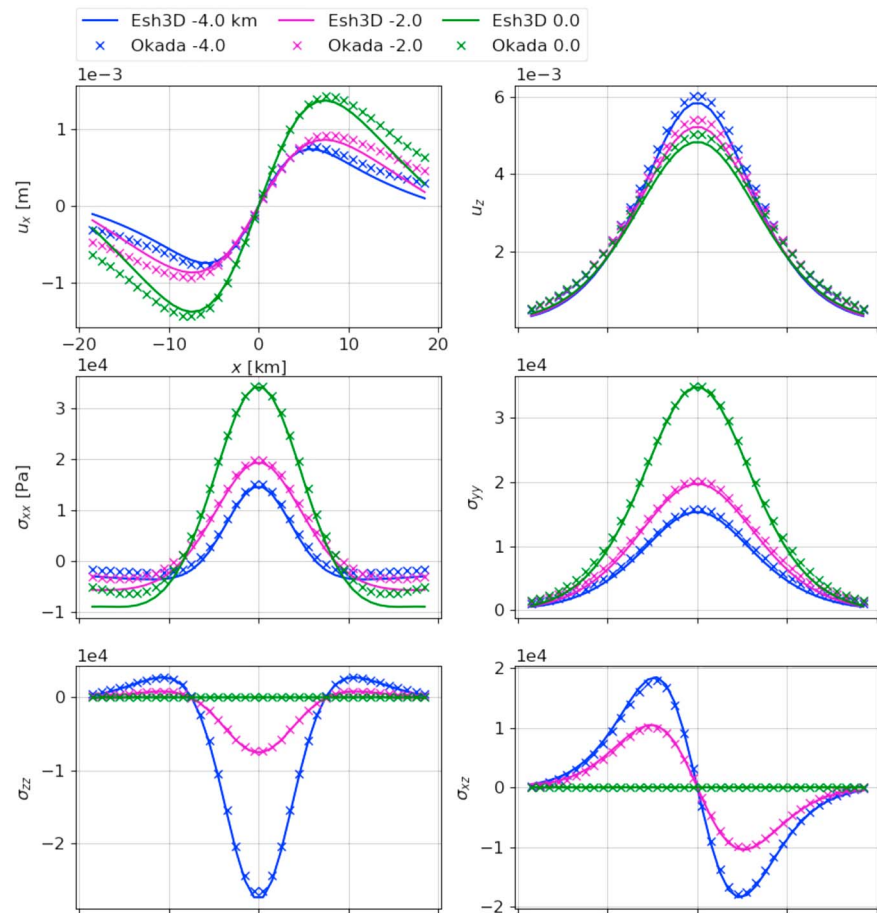 Esh3D -4.0 km Esh3D -2.0 Esh3D 0.0
Okada -4.0 Okada -2.0 Okada 0.0
1e−3
1
0
−1
u_x [m]
−20 −10 0 10 20
x [km]
1e−3
6
4
2
u_z
1e4
3
2
1
0
−1
σ_xx [Pa]
1e4
3
2
1
0
σ_yy
1e4
0
−1
−2
σ_zz
1e4
2
1
0
−1
−2
σ_xz